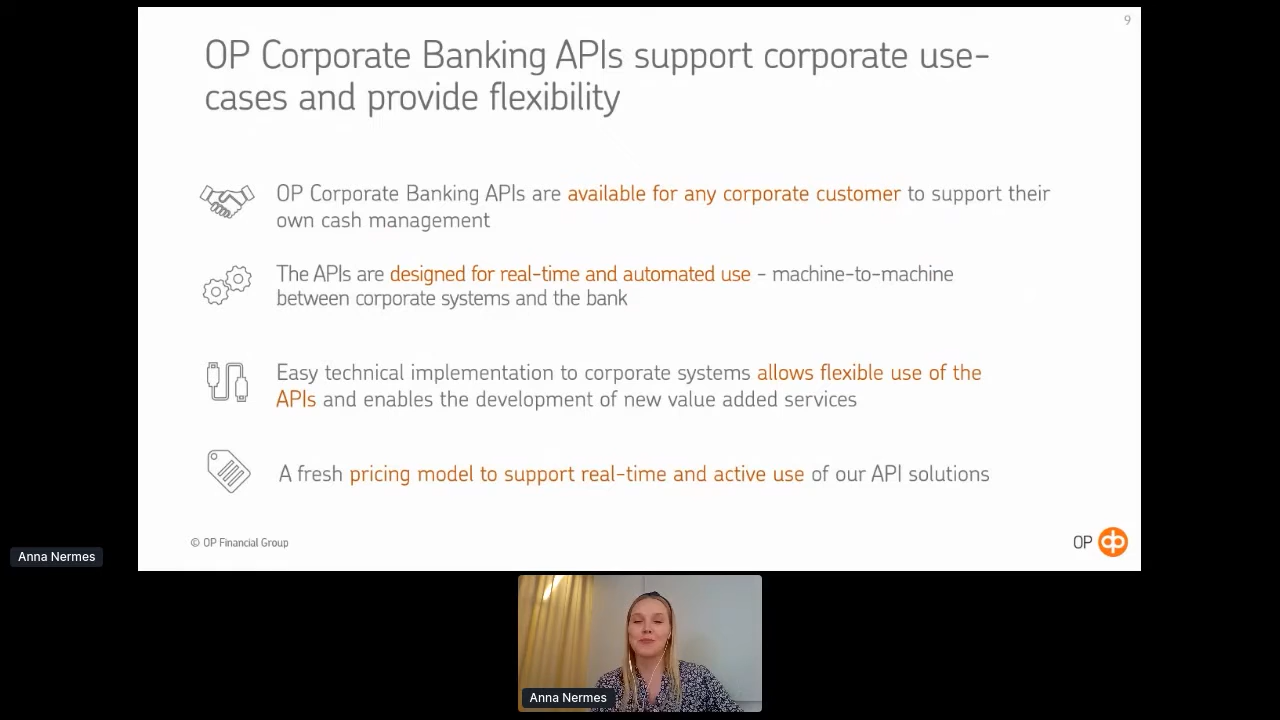 9
OP Corporate Banking APIs support corporate use-
cases and provide flexibility
OP Corporate Banking APIs are available for any corporate customer to support their
own cash management
The APIs are designed for real-time and automated use - machine-to-machine
between corporate systems and the bank
Easy technical implementation to corporate systems allows flexible use of the
APIs and enables the development of new value added services
A fresh pricing model to support real-time and active use of our API solutions
© OP Financial Group
OP
Anna Nermes
Anna Nermes